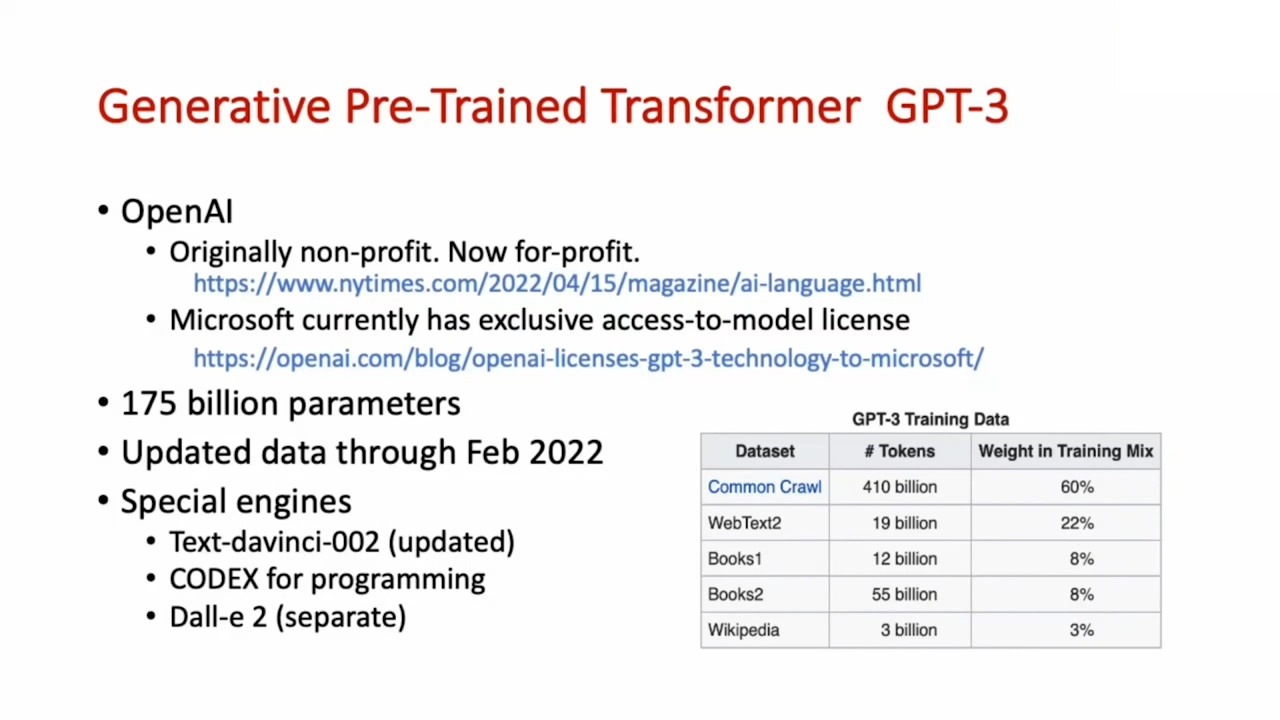 Generative Pre-Trained Transformer GPT-3
• OpenAI
• Originally non-profit. Now for-profit.
https://www.nytimes.com/2022/04/15/magazine/ai-language.html
• Microsoft currently has exclusive access-to-model license
https://openai.com/blog/openai-licenses-gpt-3-technology-to-microsoft/
• 175 billion parameters
• Updated data through Feb 2022
• Special engines
• Text-davinci-002 (updated)
• CODEX for programming
• Dall-e 2 (separate)
GPT-3 Training Data
Dataset # Tokens Weight in Training Mix
Common Crawl 410 billion 60%
WebText2 19 billion 22%
Books1 12 billion 8%
Books2 55 billion 8%
Wikipedia 3 billion 3%